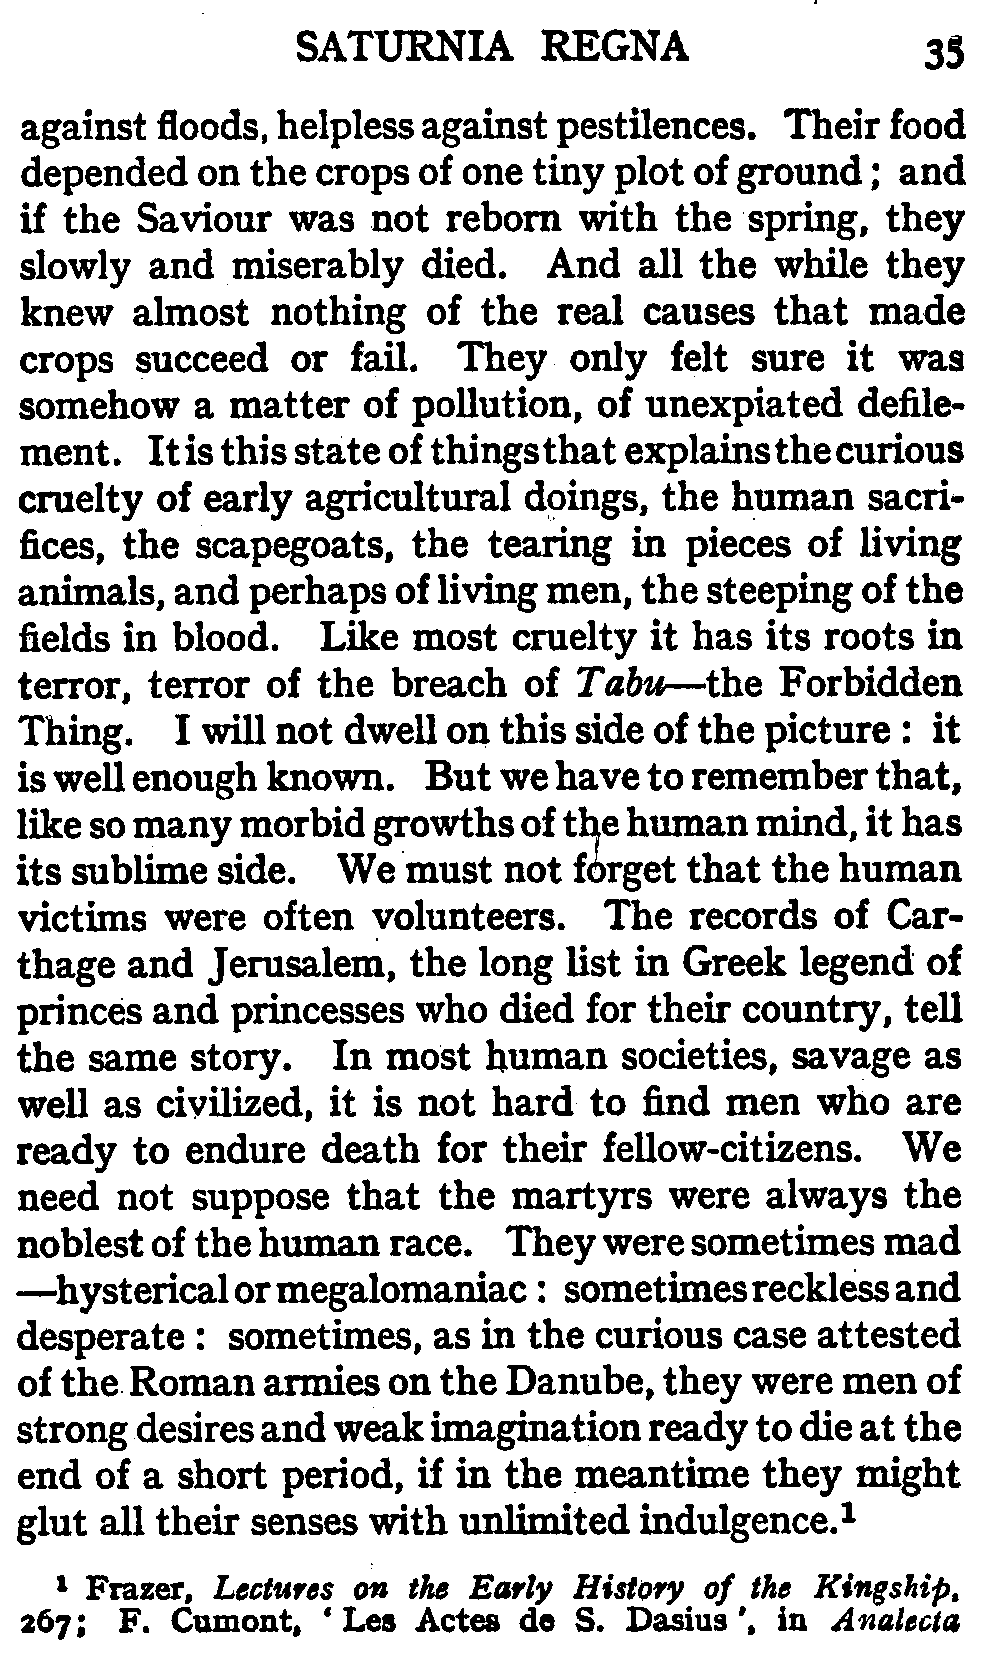 SATURNIA REGNA 35
against floods, helpless against pestilences. Their food
depended on the crops of one tiny plot of ground; and
if the Saviour was not reborn with the spring, they
slowly and miserably died. And all the while they
knew almost nothing of the real causes that made
crops succeed or fail. They only felt sure it was
somehow a matter of pollution, of unexpiated defile-
ment. It is this state of things that explains the curious
cruelty of early agricultural doings, the human sacri-
fices, the scapegoats, the tearing in pieces of living
animals, and perhaps of living men, the steeping of the
fields in blood. Like most cruelty it has its roots in
terror, terror of the breach of Tabu—the Forbidden
Thing. I will not dwell on this side of the picture: it
is well enough known. But we have to remember that,
like so many morbid growths of the human mind, it has
its sublime side. We must not forget that the human
victims were often volunteers. The records of Car-
thage and Jerusalem, the long list in Greek legend of
princes and princesses who died for their country, tell
the same story. In most human societies, savage as
well as civilized, it is not hard to find men who are
ready to endure death for their fellow-citizens. We
need not suppose that the martyrs were always the
noblest of the human race. They were sometimes mad
—hysterical or megalomaniac: sometimes reckless and
desperate: sometimes, as in the curious case attested
of the Roman armies on the Danube, they were men of
strong desires and weak imagination ready to die at the
end of a short period, if in the meantime they might
glut all their senses with unlimited indulgence.¹
¹ Frazer, Lectures on the Early History of the Kingship,
267; F. Cumont, ‘Les Actes de S. Dasius’, in Analecta